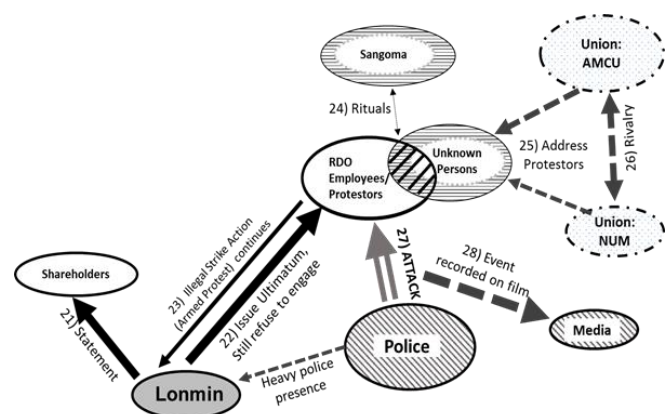 Sangoma
Union:
AMCU
24) Rituals
26) Rivalry
RDO
Employees/
Protestors
Unknown
Persons
25) Address
Protestors
Union:
NUM
23) Illegal Strike Action
(Armed Protest) continues
22) Issue Ultimatum,
Still refuse to engage
27) ATTACK
28) Event
recorded on film
Shareholders
21) Statement
Media
Police
Heavy police
presence
Lonmin